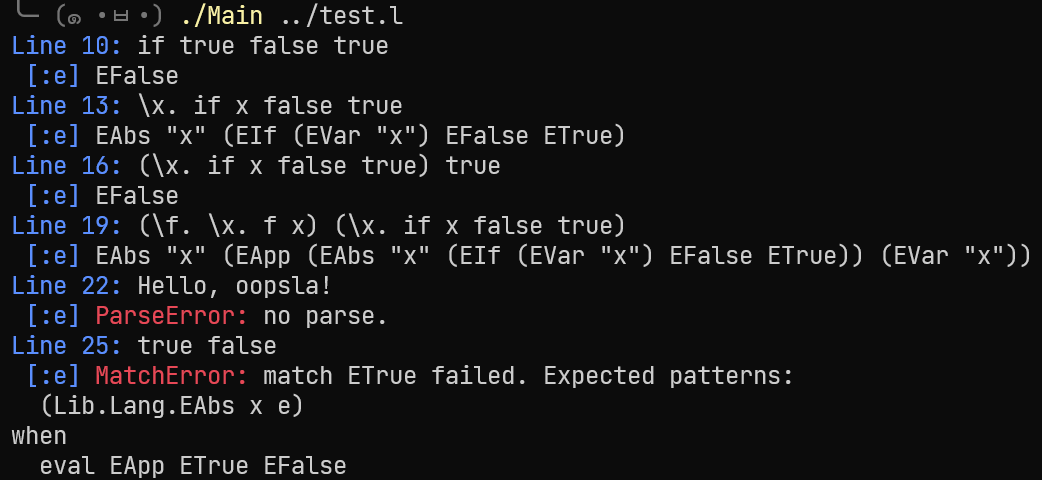 ╰─ (๑ •ㅂ•) ./Main ../test.l
Line 10: if true false true
 [:e] EFalse
Line 13: \x. if x false true
 [:e] EAbs "x" (EIf (EVar "x") EFalse ETrue)
Line 16: (\x. if x false true) true
 [:e] EFalse
Line 19: (\f. \x. f x) (\x. if x false true)
 [:e] EAbs "x" (EApp (EAbs "x" (EIf (EVar "x") EFalse ETrue)) (EVar "x"))
Line 22: Hello, oopsla!
 [:e] ParseError: no parse.
Line 25: true false
 [:e] MatchError: match ETrue failed. Expected patterns:
  (Lib.Lang.EAbs x e)
when
  eval EApp ETrue EFalse